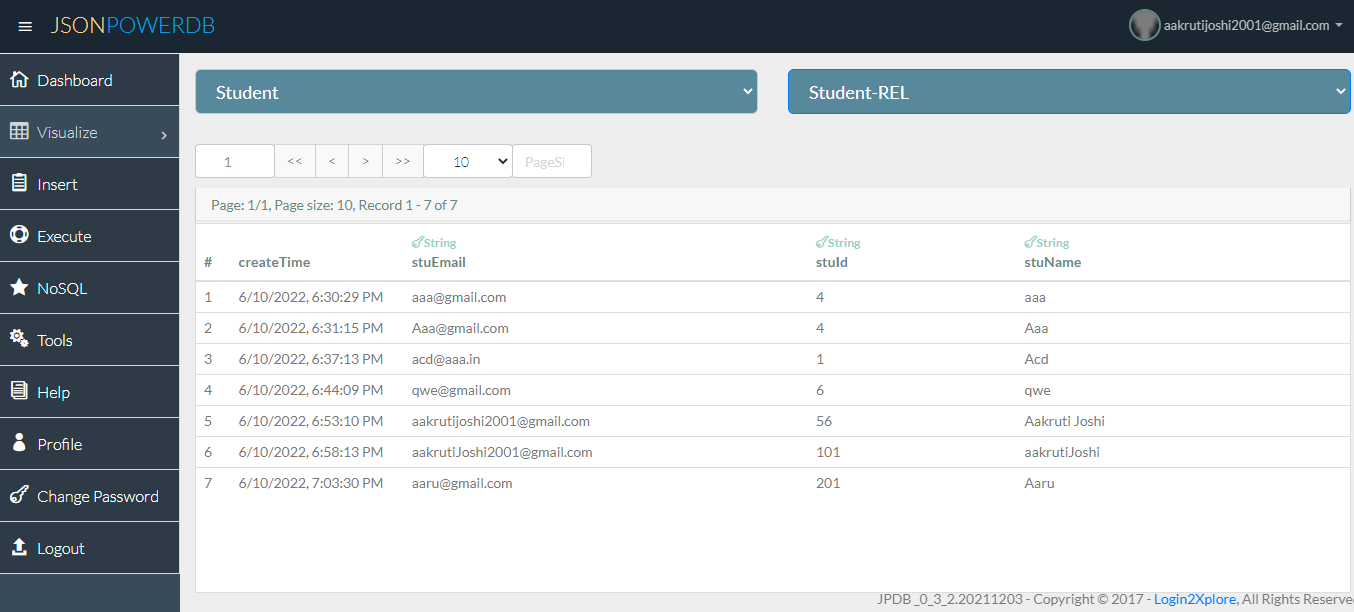 JSONPOWERDB
aakrutijoshi2001@gmail.com
Dashboard
Visualize
Insert
Execute
NoSQL
Tools
Help
Profile
Change Password
Logout
Student
Student-REL
1 << < > >> 10 PageSi
Page: 1/1, Page size: 10, Record 1 - 7 of 7
String String String
# createTime stuEmail stuId stuName
1 6/10/2022, 6:30:29 PM aaa@gmail.com 4 aaa
2 6/10/2022, 6:31:15 PM Aaa@gmail.com 4 Aaa
3 6/10/2022, 6:37:13 PM acd@aaa.in 1 Acd
4 6/10/2022, 6:44:09 PM qwe@gmail.com 6 qwe
5 6/10/2022, 6:53:10 PM aakrutijoshi2001@gmail.com 56 Aakruti Joshi
6 6/10/2022, 6:58:13 PM aakrutiJoshi2001@gmail.com 101 aakrutiJoshi
7 6/10/2022, 7:03:30 PM aaru@gmail.com 201 Aaru
JPDB_0_3_2.20211203 - Copyright © 2017 - Login2Xplore, All Rights Reserve